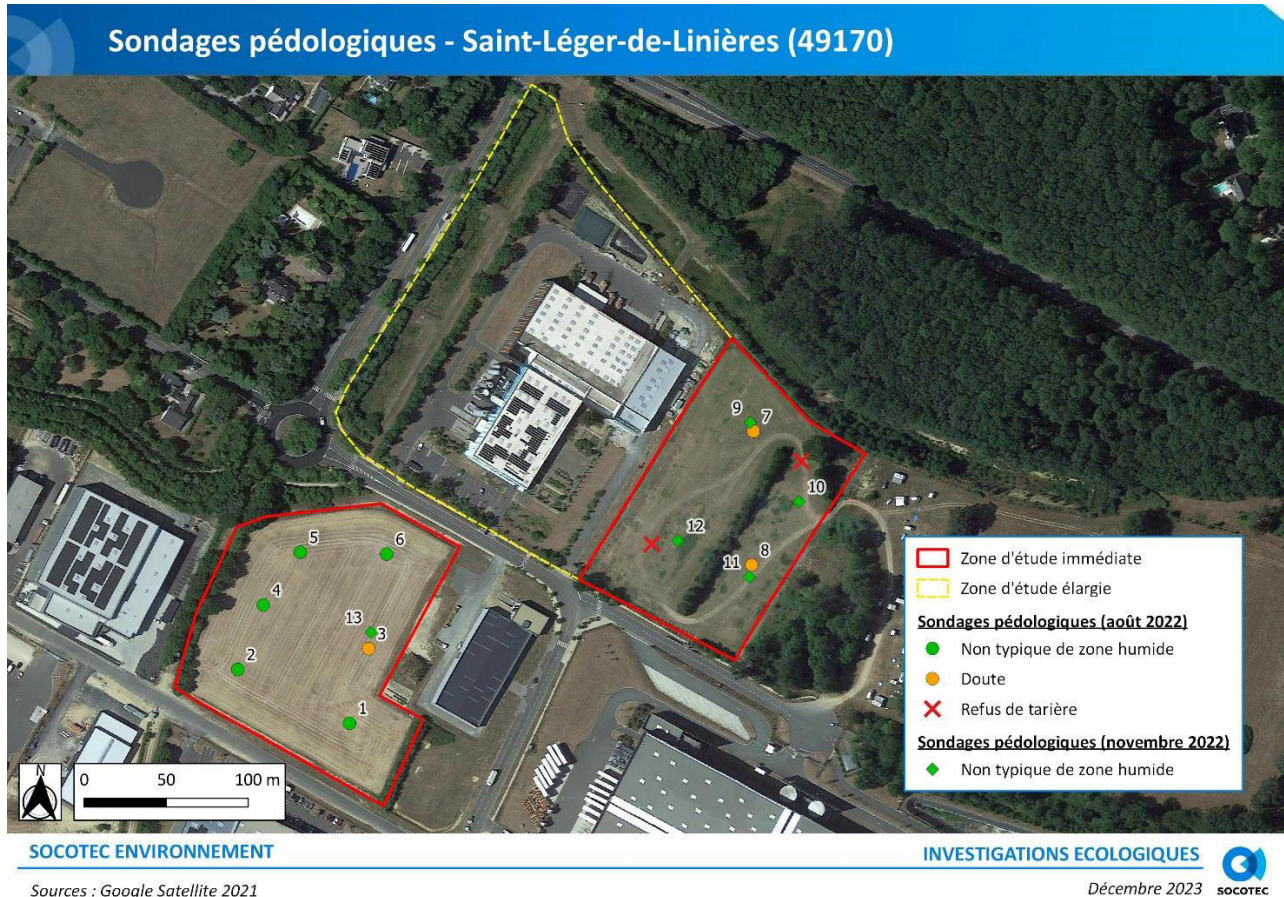 Sondages pédologiques - Saint-Léger-de-Linières (49170)
9
7
10
12
8
11
5
6
4
13
3
2
1
Zone d'étude immédiate
Zone d'étude élargie
Sondages pédologiques (août 2022)
Non typique de zone humide
Doute
Refus de tarière
Sondages pédologiques (novembre 2022)
Non typique de zone humide
N
0 50 100 m
SOCOTEC ENVIRONNEMENT
INVESTIGATIONS ECOLOGIQUES
Sources : Google Satellite 2021
Décembre 2023
SOCOTEC